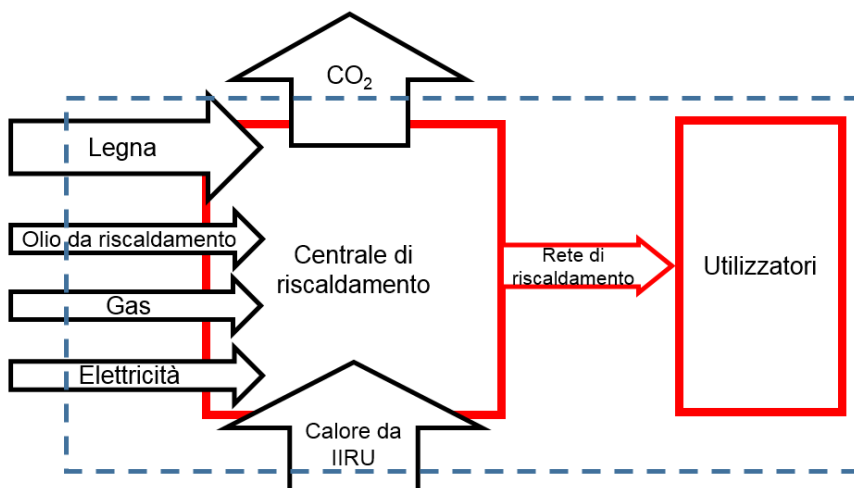 CO₂
Legna
Olio da riscaldamento
Gas
Elettricità
Centrale di
riscaldamento
Calore da
IIRU
Rete di
riscaldamento
Utilizzatori